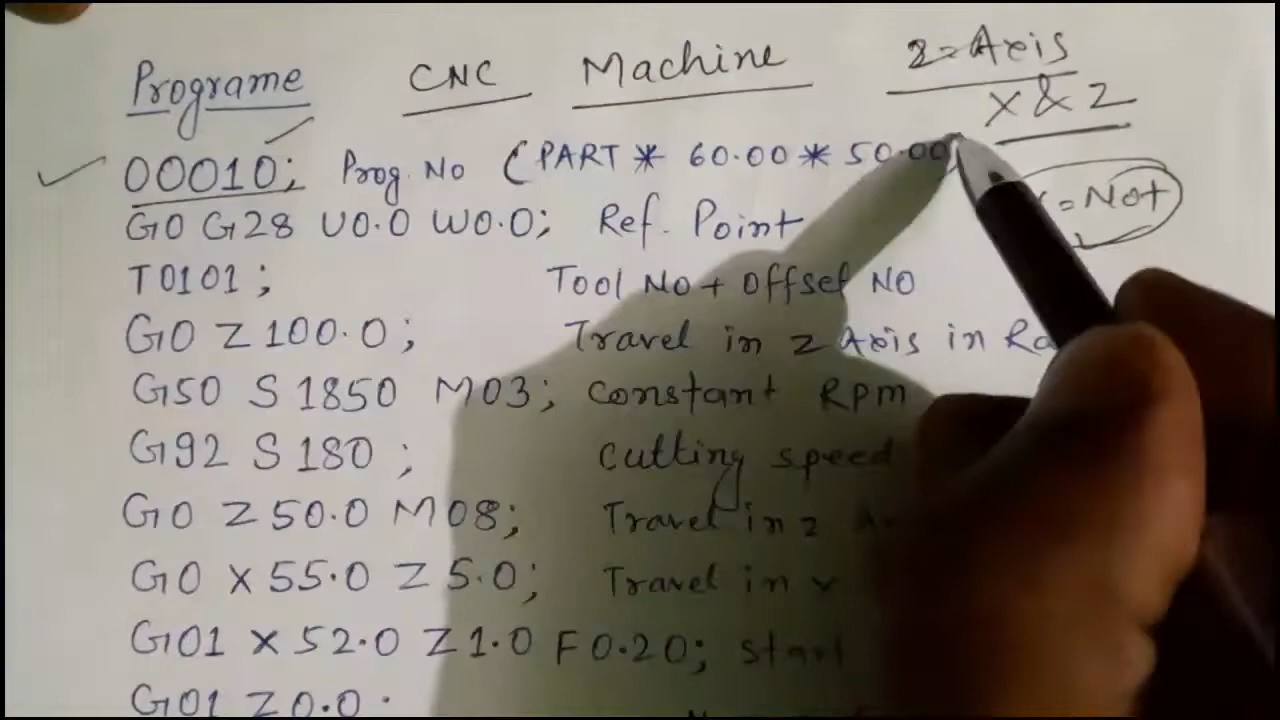 Programe CNC Machine 2=Axis
X & Z
00010; Prog. No (PART * 60.00 * 50.00
= Not
G0 G28 U0.0 W0.0; Ref. Point
T0101; Tool No + Offset NO
G0 Z100.0; Travel in Z Axis in
G50 S1850 M03; Constant RPM
G92 S180; Cutting speed
G0 Z50.0 M08; Travel in z
G0 X55.0 Z5.0; Travel in
G01 X52.0 Z1.0 F0.20; start
G01 Z0.0